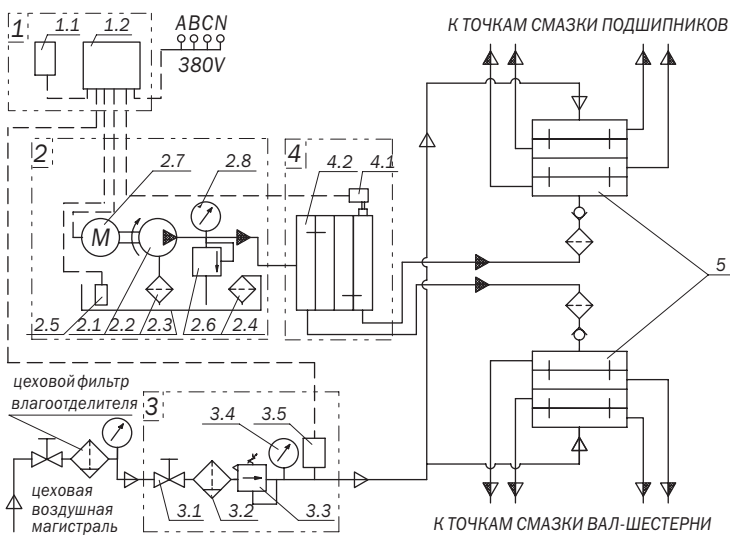 1
1.1
1.2
ABCN
380V
К ТОЧКАМ СМАЗКИ ПОДШИПНИКОВ
2
2.7
2.8
4
4.2
4.1
M
5
2.5
2.1
2.2
2.3
2.6
2.4
цеховой фильтр
влагоотделителя
3
3.4
3.5
цеховая
воздушная
магистраль
3.1
3.2
3.3
К ТОЧКАМ СМАЗКИ ВАЛ-ШЕСТЕРНИ